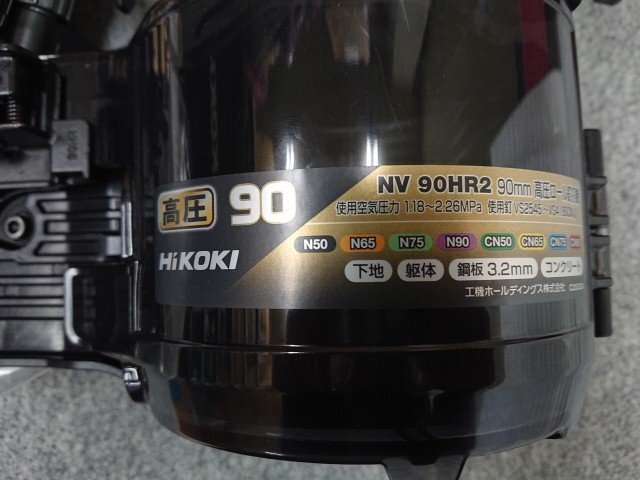 高圧 90
HiKOKI
NV 90HR2 90mm 高圧ロール釘打機
使用空気圧力 1.18~2.26MPa 使用釘 VS2545
N50 N65 N75 N90 CN50 CN65 CN75
下地 躯体 鋼板 3.2mm コンクリート
工機ホールディングス株式会社